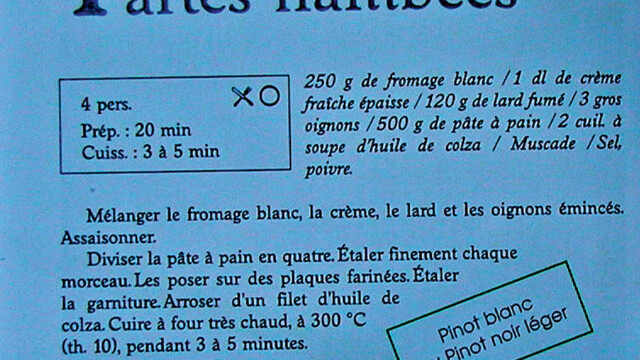 Tartes flambées
4 pers.
Prép. : 20 min
Cuiss. : 3 à 5 min
250 g de fromage blanc / 1 dl de crème
fraîche épaisse / 120 g de lard fumé / 3 gros
oignons / 500 g de pâte à pain / 2 cuil. à
soupe d'huile de colza / Muscade / Sel,
poivre.
Mélanger le fromage blanc, la crème, le lard et les oignons émincés.
Assaisonner.
Diviser la pâte à pain en quatre. Étaler finement chaque
morceau. Les poser sur des plaques farinées. Étaler
la garniture. Arroser d'un filet d'huile de
colza. Cuire à four très chaud, à 300 °C
(th. 10), pendant 3 à 5 minutes.
Pinot blanc
Pinot noir léger